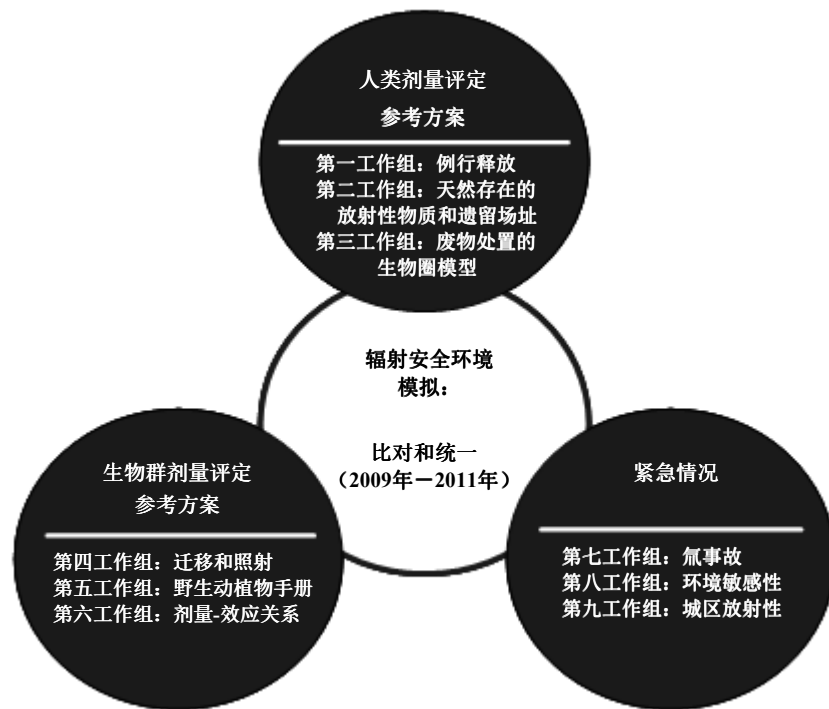 人类剂量评定
参考方案
第一工作组：例行释放
第二工作组：天然存在的
放射性物质和遗留场址
第三工作组：废物处置的
生物圈模型
辐射安全环境
模拟：
比对和统一
（2009年－2011年）
生物群剂量评定
参考方案
第四工作组：迁移和照射
第五工作组：野生动植物手册
第六工作组：剂量-效应关系
紧急情况
第七工作组：氚事故
第八工作组：环境敏感性
第九工作组：城区放射性